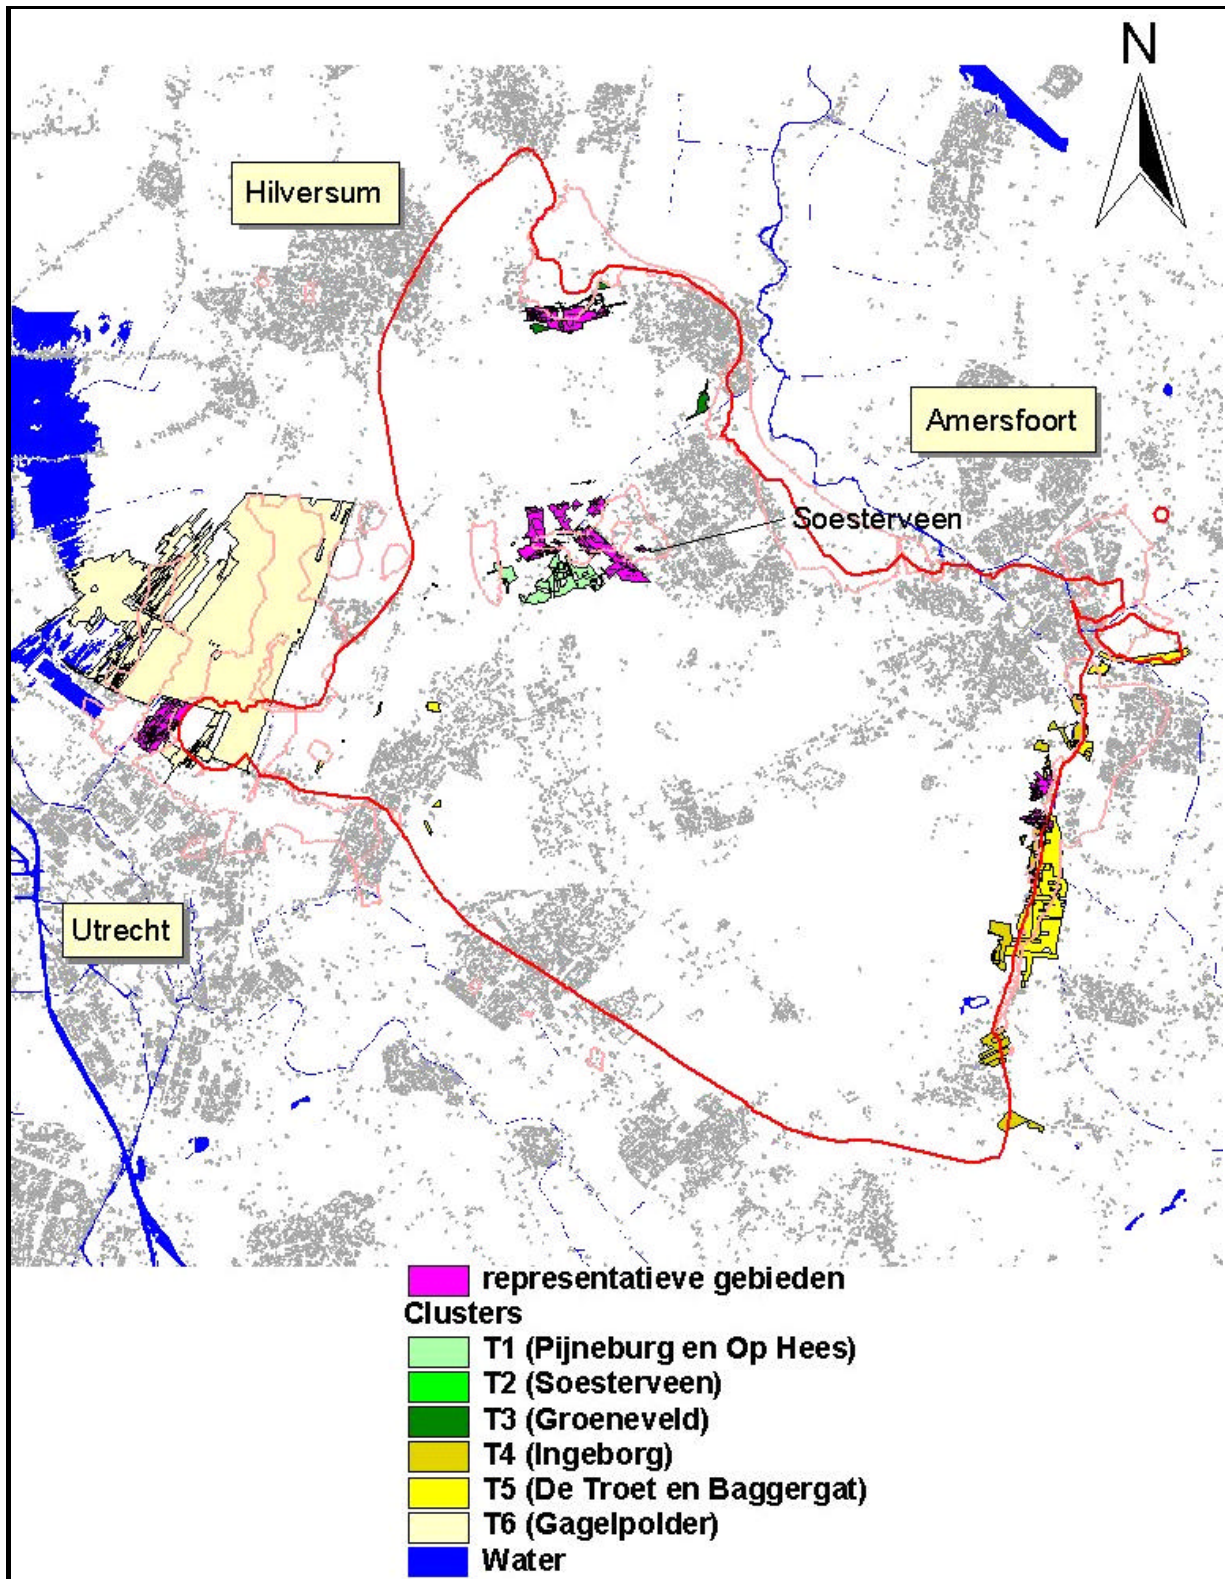 N
Hilversum
Amersfoort
Soesterveen
Utrecht
representatieve gebieden
Clusters
T1 (Pijneburg en Op Hees)
T2 (Soesterveen)
T3 (Groeneveld)
T4 (Ingeborg)
T5 (De Troet en Baggergat)
T6 (Gagelpolder)
Water